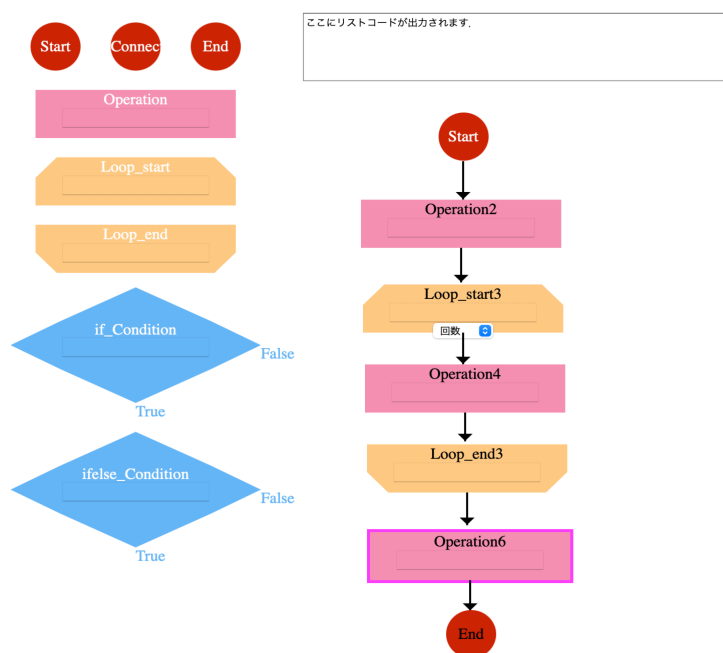 Start
Connec
End
Operation
Loop_start
Loop_end
if_Condition
False
True
ifelse_Condition
False
True
ここにリストコードが出力されます.
Start
Operation2
Loop_start3
回数
Operation4
Loop_end3
Operation6
End